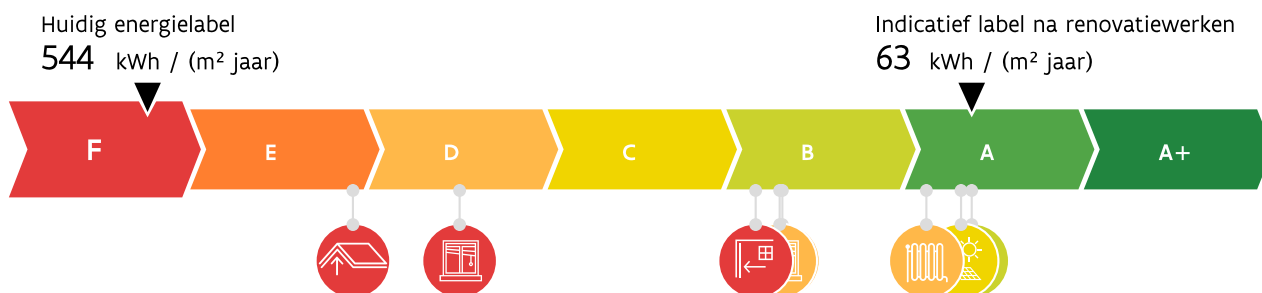 Huidig energielabel
544 kWh / (m² jaar)
Indicatief label na renovatiewerken
63 kWh / (m² jaar)
F E D C B A A+